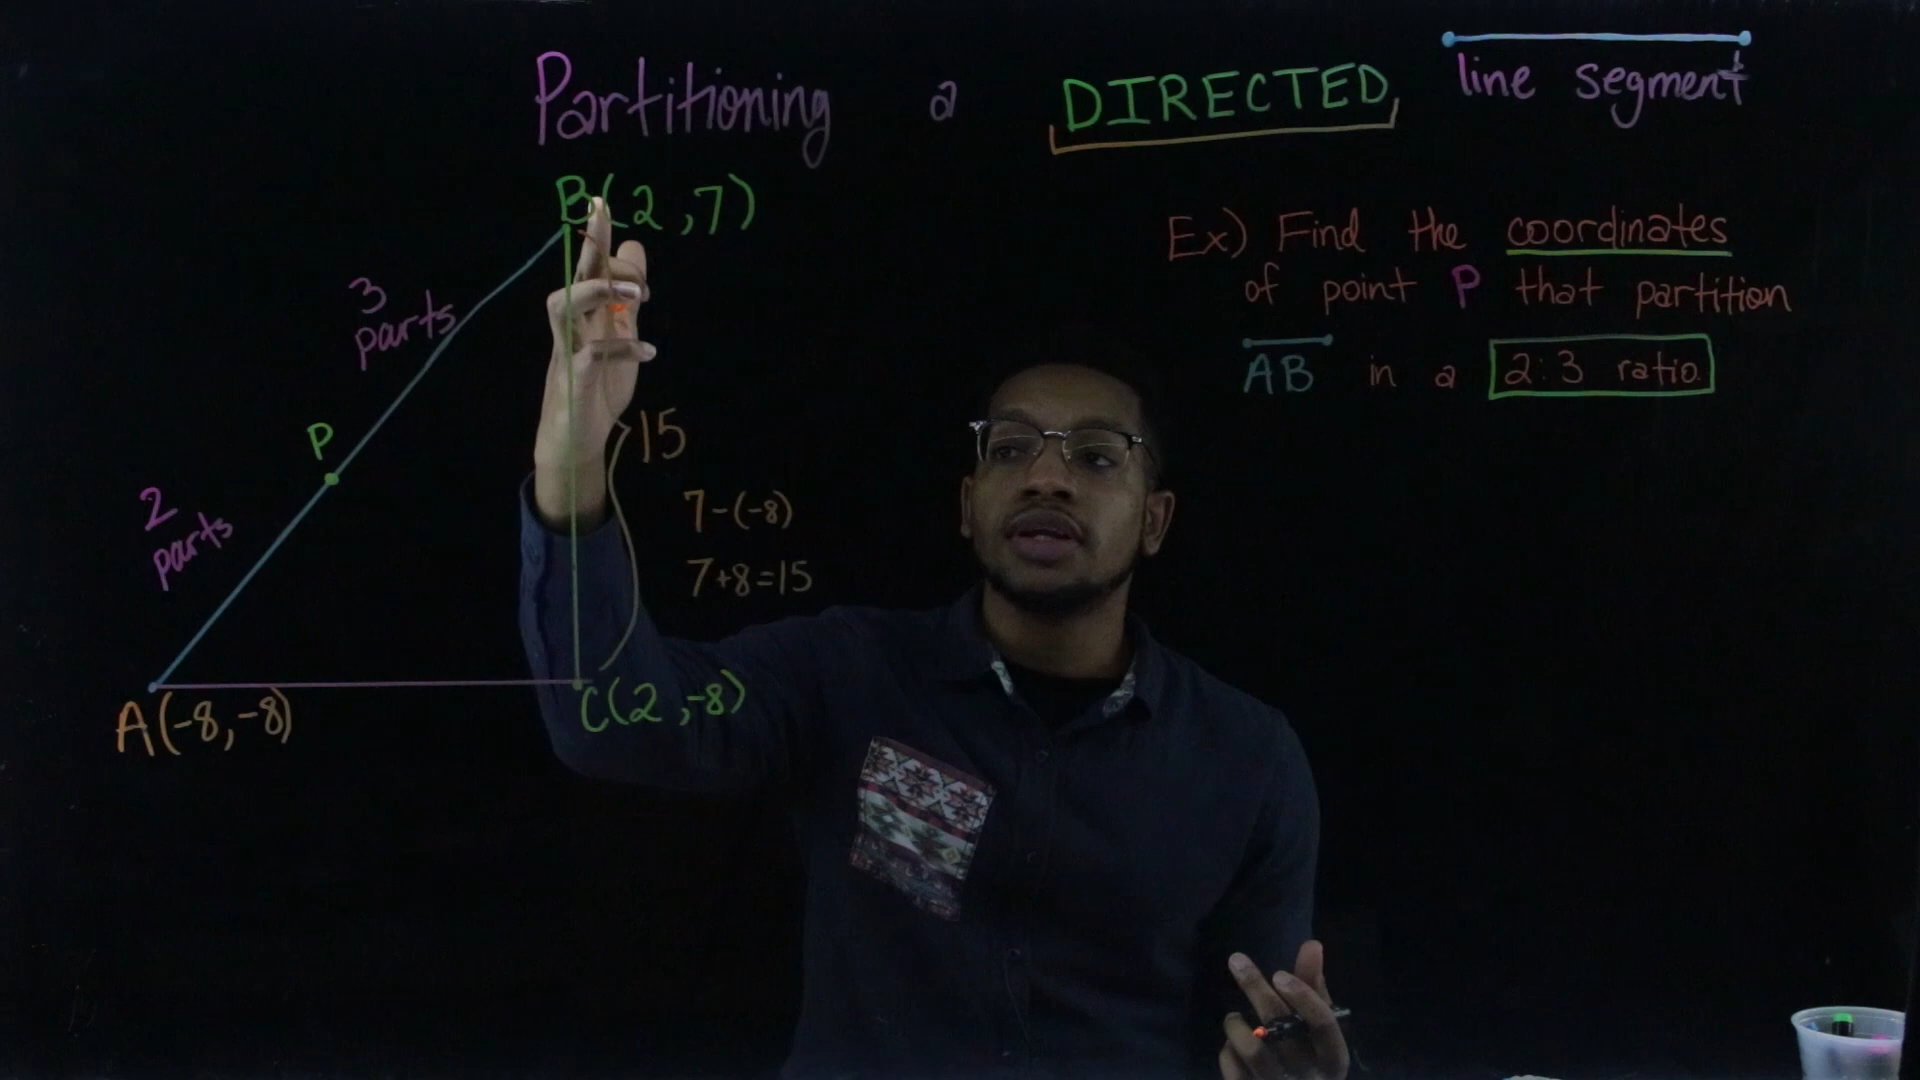 Partitioning a DIRECTED line segment
B(2,7)
Ex) Find the coordinates
of point P that partition
AB in a 2:3 ratio.
3
parts
P
15
2
parts
7-(-8)
7+8=15
A(-8,-8)
C(2,-8)